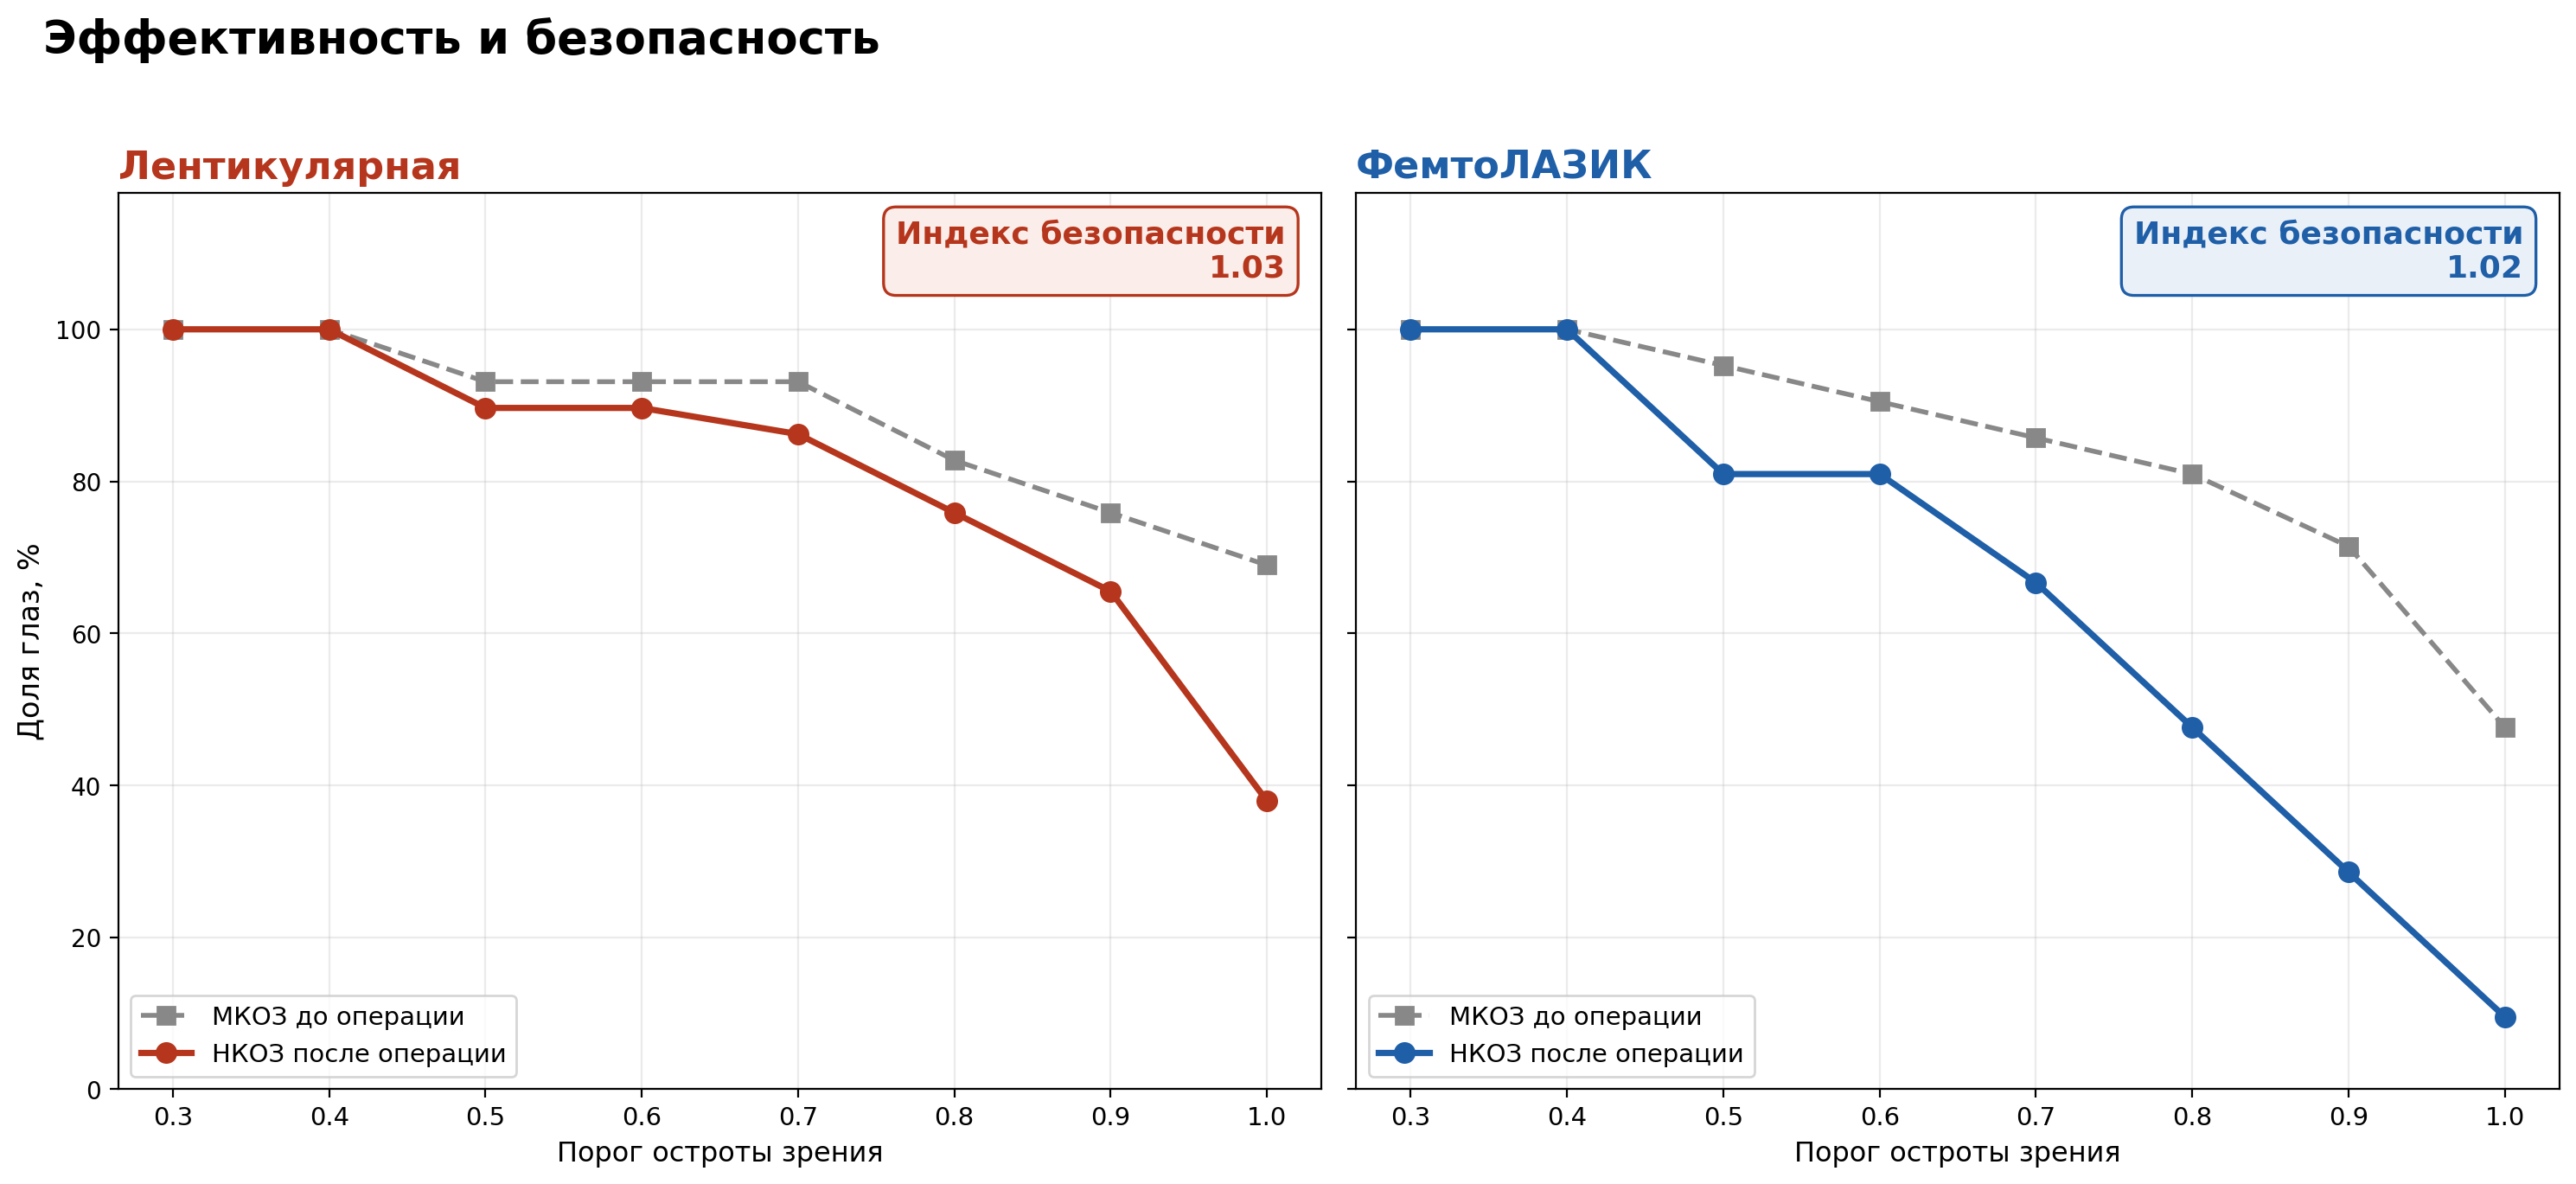 Эффективность и безопасность
Лентикулярная
Индекс безопасности
1.03
Доля глаз, %
100
80
60
40
20
0
МКОЗ до операции
НКОЗ после операции
0.3 0.4 0.5 0.6 0.7 0.8 0.9 1.0
Порог остроты зрения
ФемтоЛАЗИК
Индекс безопасности
1.02
МКОЗ до операции
НКОЗ после операции
0.3 0.4 0.5 0.6 0.7 0.8 0.9 1.0
Порог остроты зрения